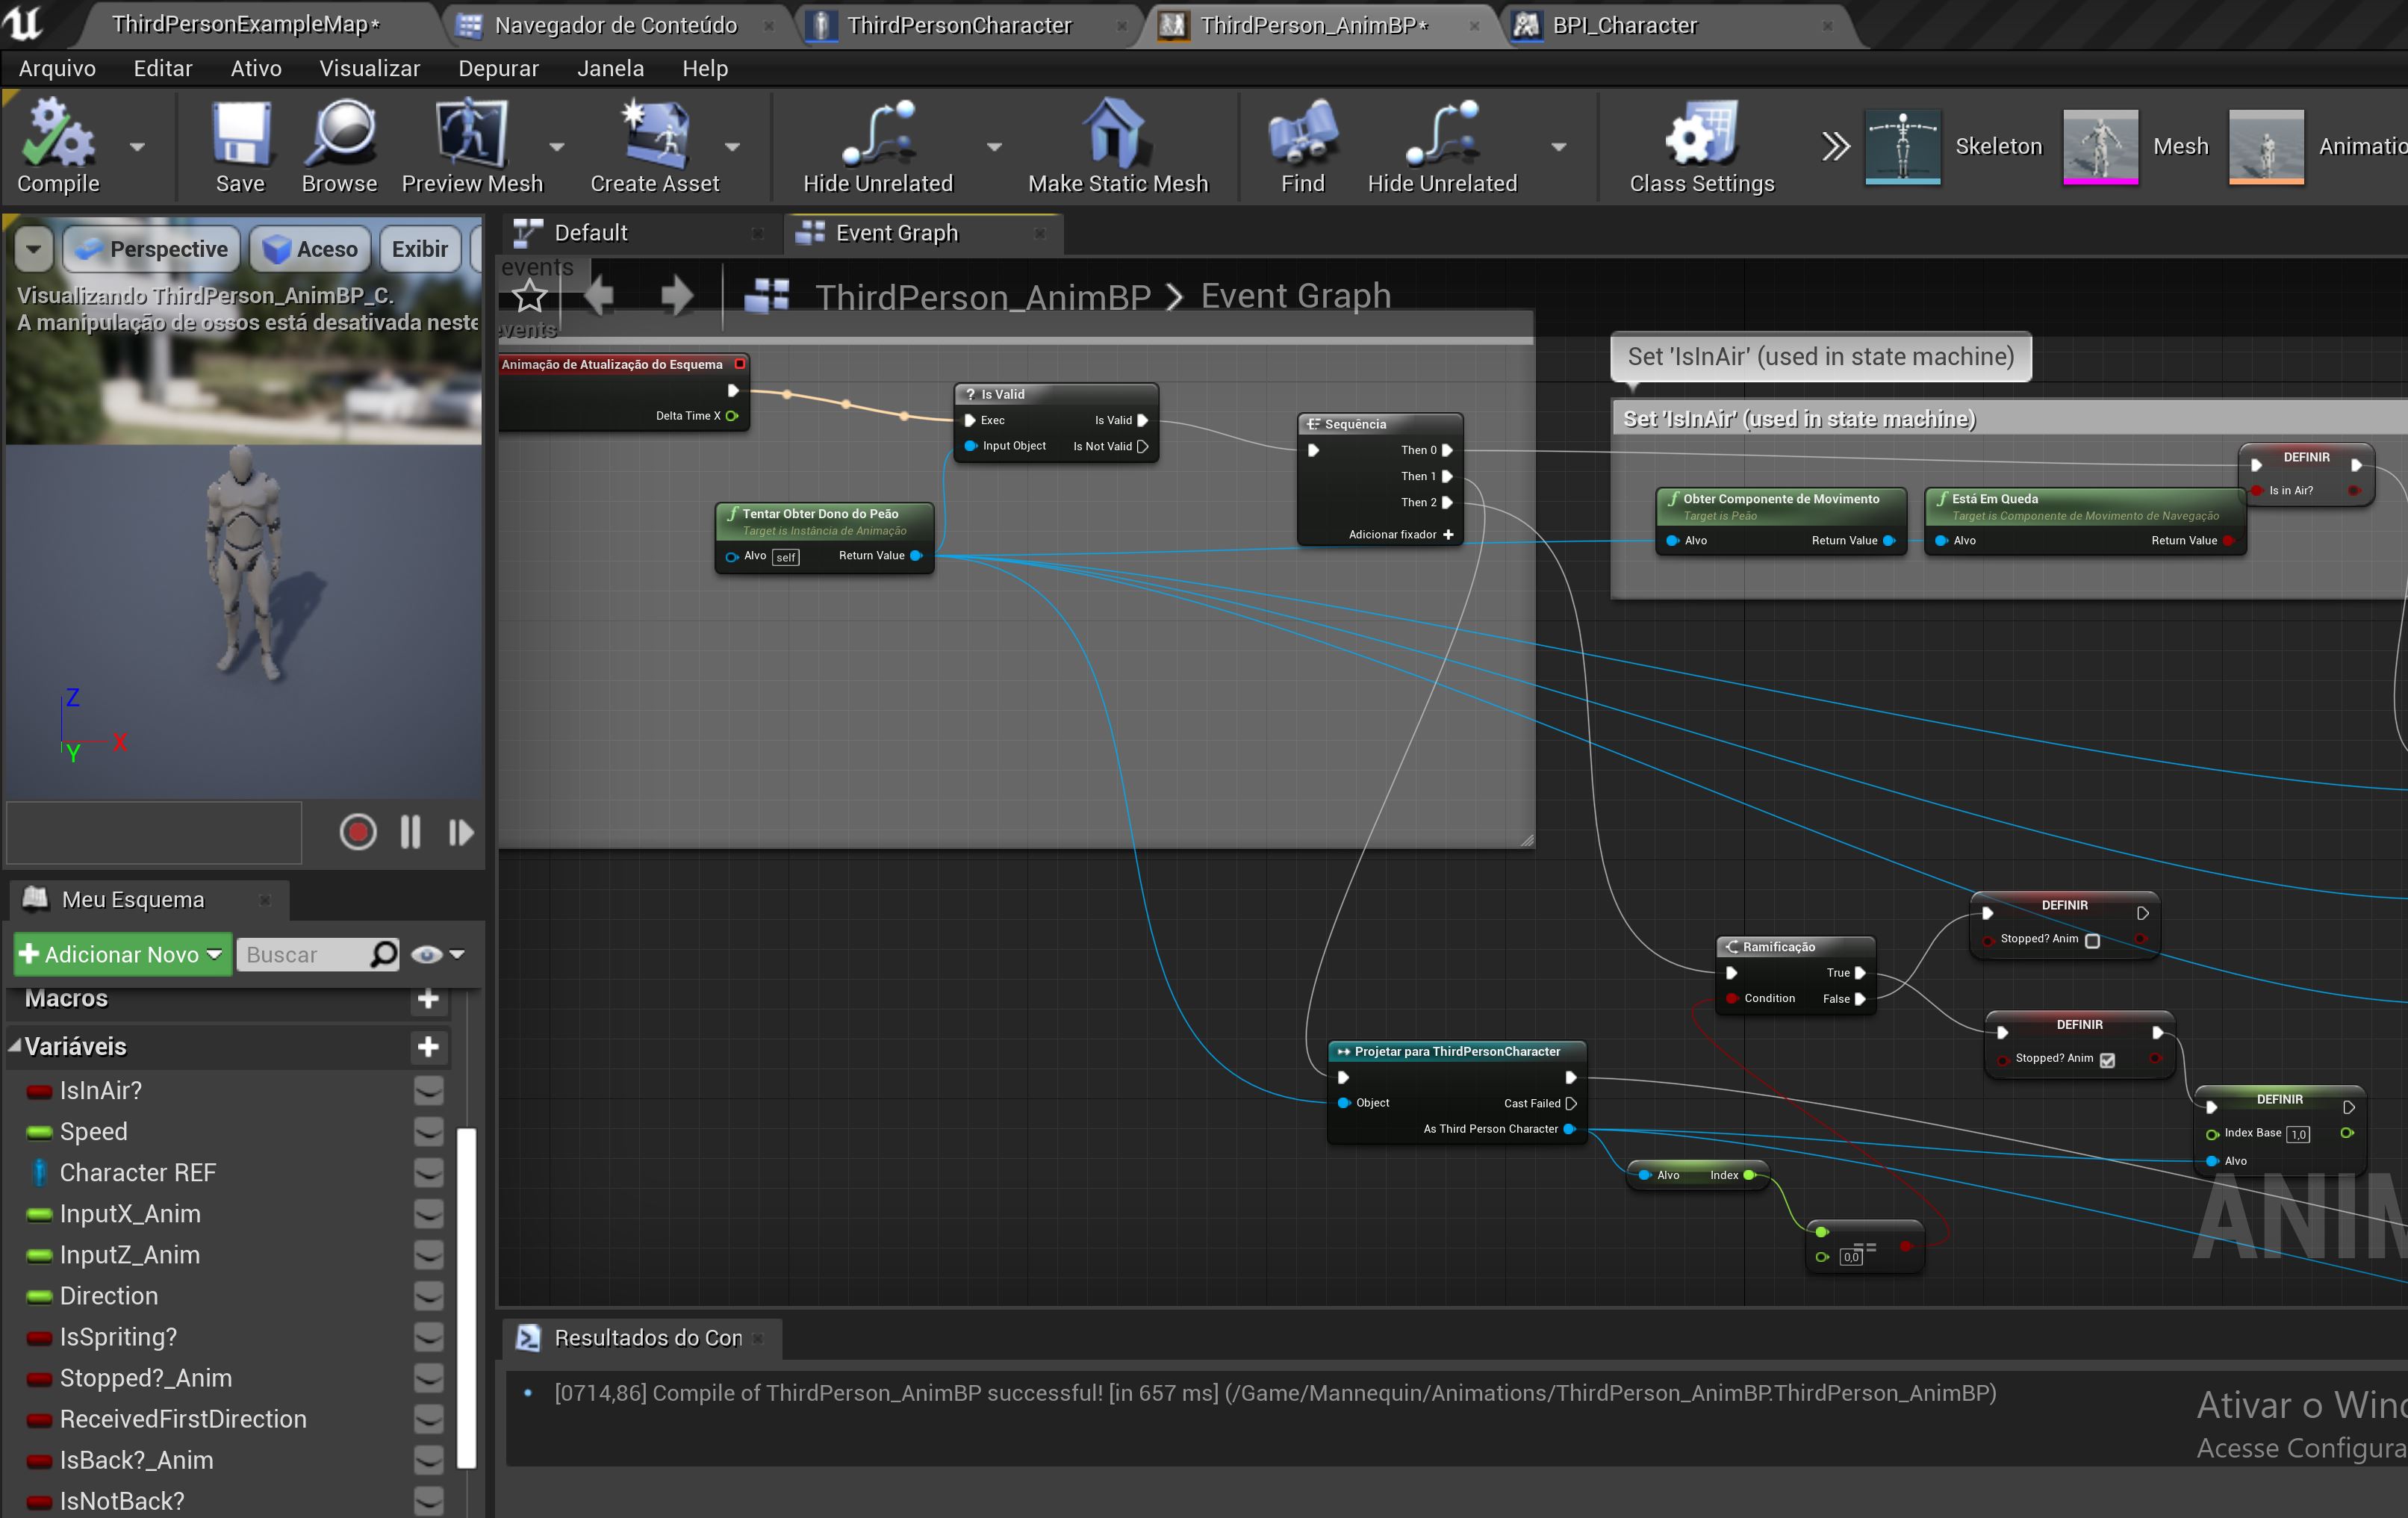 ThirdPersonExampleMap*
Navegador de Conteúdo
ThirdPersonCharacter
ThirdPerson_AnimBP*
BPI_Character
Arquivo Editar Ativo Visualizar Depurar Janela Help
Compile
Save
Browse
Preview Mesh
Create Asset
Hide Unrelated
Make Static Mesh
Find
Hide Unrelated
Class Settings
Skeleton
Mesh
Animatio
Perspective
Aceso
Exibir
Visualizando ThirdPerson_AnimBP_C.
A manipulação de ossos está desativada neste
Z
X
Y
Default
Event Graph
events
ThirdPerson_AnimBP > Event Graph
events
Animação de Atualização do Esquema
Delta Time X
? Is Valid
Exec Is Valid
Input Object Is Not Valid
Sequência
Then 0
Then 1
Then 2
Adicionar fixador +
f Tentar Obter Dono do Peão
Target is Instância de Animação
Alvo self Return Value
Set 'IsInAir' (used in state machine)
Set 'IsInAir' (used in state machine)
f Obter Componente de Movimento
Target is Peão
Alvo Return Value
f Está Em Queda
Target is Componente de Movimento de Navegação
Alvo Return Value
DEFINIR
Is in Air?
Ramificação
True
Condition False
DEFINIR
Stopped? Anim
DEFINIR
Stopped? Anim
DEFINIR
Index Base 1,0
Alvo
Projetar para ThirdPersonCharacter
Object Cast Failed
As Third Person Character
Alvo Index
==
0,0
ANIM
Meu Esquema
Adicionar Novo
Buscar
Macros
Variáveis
IsInAir?
Speed
Character REF
InputX_Anim
InputZ_Anim
Direction
IsSpriting?
Stopped?_Anim
ReceivedFirstDirection
IsBack?_Anim
IsNotBack?
Resultados do Con
[0714,86] Compile of ThirdPerson_AnimBP successful! [in 657 ms] (/Game/Mannequin/Animations/ThirdPerson_AnimBP.ThirdPerson_AnimBP)
Ativar o Wind
Acesse Configura